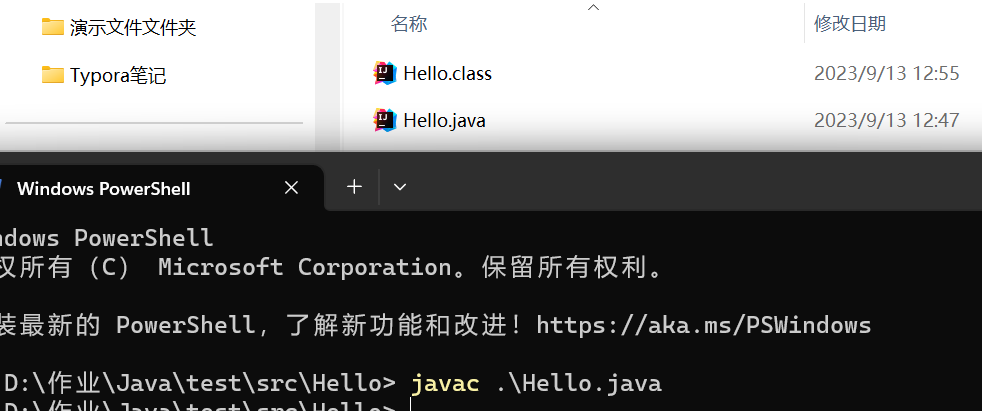 演示文件文件夹
名称
修改日期
Typora笔记
Hello.class
2023/9/13 12:55
Hello.java
2023/9/13 12:47
Windows PowerShell
ndows PowerShell
权所有（C） Microsoft Corporation。保留所有权利。
装最新的 PowerShell，了解新功能和改进！https://aka.ms/PSWindows
D:\作业\Java\test\src\Hello> javac .\Hello.java
D:\作业\Java\test\src\Hello>